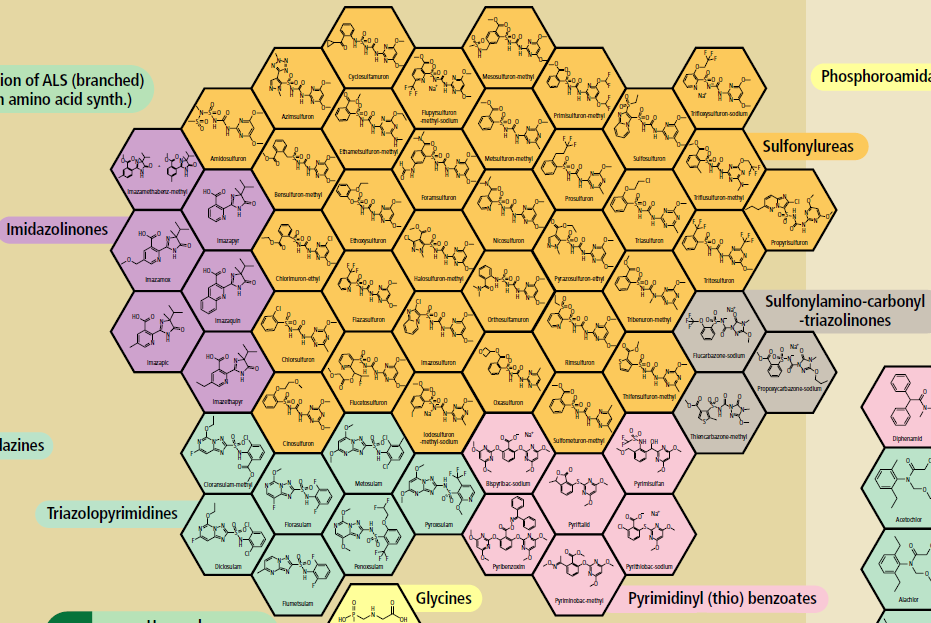 ion of ALS (branched)
n amino acid synth.)
Phosphoroamida
Cyclosulfamuron
Mesosulfuron-methyl
Azimsulfuron
Flupyrsulfuron
-methyl-sodium
Primisulfuron-methyl
Trifloxysulfuron-sodium
Amidosulfuron
Ethametsulfuron-methyl
Metsulfuron-methyl
Sulfosulfuron
Sulfonylureas
Imazamethabenz-methyl
Bensulfuron-methyl
Foramsulfuron
Prosulfuron
Triflusulfuron-methyl
Imidazolinones
Imazapyr
Ethoxysulfuron
Nicosulfuron
Triasulfuron
Propyrisulfuron
Imazamox
Chlorimuron-ethyl
Halosulfuron-methyl
Pyrazosulfuron-ethyl
Tritosulfuron
Imazaquin
Flazasulfuron
Orthosulfamuron
Tribenuron-methyl
Sulfonylamino-carbonyl
-triazolinones
Imazapic
Chlorsulfuron
Imazosulfuron
Rimsulfuron
Flucarbazone-sodium
Imazethapyr
Flucetosulfuron
Oxasulfuron
Thifensulfuron-methyl
Propoxycarbazone-sodium
Cinosulfuron
Iodosulfuron
-methyl-sodium
Sulfometuron-methyl
Thiencarbazone-methyl
Diphenamid
dazines
Cloransulam-methyl
Metosulam
Bispyribac-sodium
Pyrimisulfan
Triazolopyrimidines
Florasulam
Pyroxsulam
Pyriftalid
Acetochlor
Diclosulam
Penoxsulam
Pyribenzoxim
Pyrithiobac-sodium
Flumetsulam
Glycines
Pyriminobac-methyl
Pyrimidinyl (thio) benzoates
Alachlor